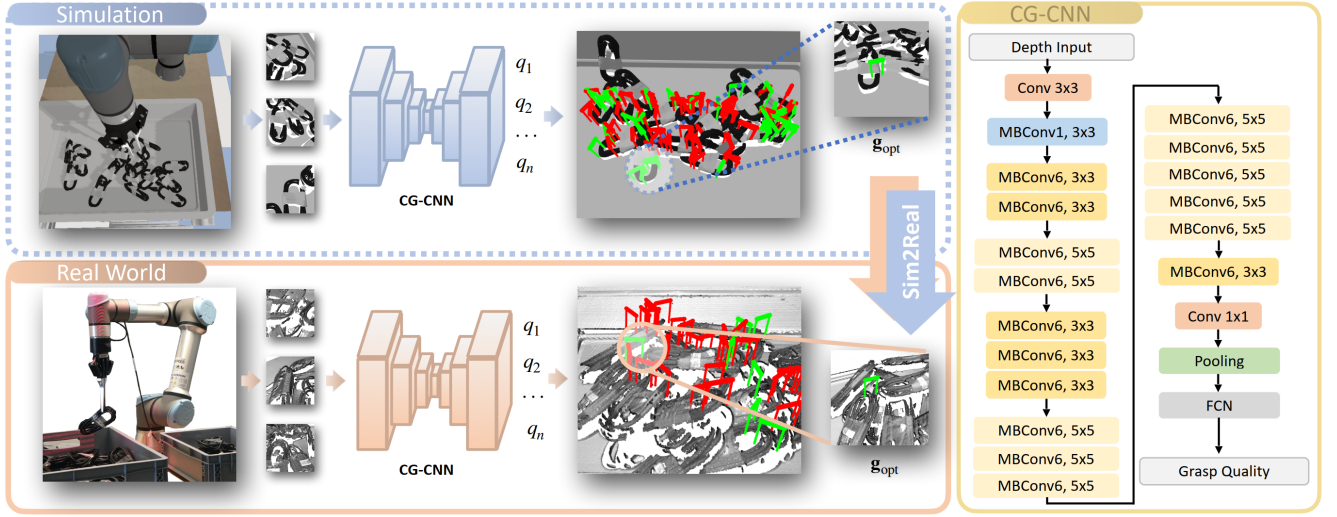 Simulation
q1
q2
...
qn
CG-CNN
gopt
Sim2Real
Real World
q1
q2
...
qn
CG-CNN
gopt
CG-CNN
Depth Input
Conv 3x3
MBConv1, 3x3
MBConv6, 3x3
MBConv6, 3x3
MBConv6, 5x5
MBConv6, 5x5
MBConv6, 3x3
MBConv6, 3x3
MBConv6, 3x3
MBConv6, 5x5
MBConv6, 5x5
MBConv6, 5x5
MBConv6, 5x5
MBConv6, 5x5
MBConv6, 5x5
MBConv6, 5x5
MBConv6, 5x5
MBConv6, 3x3
Conv 1x1
Pooling
FCN
Grasp Quality